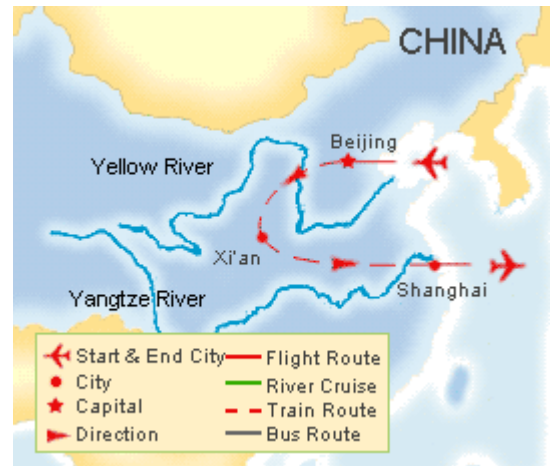 CHINA
Beijing
Yellow River
Xi'an
Shanghai
Yangtze River
Start & End City
City
Capital
Direction
Flight Route
River Cruise
Train Route
Bus Route